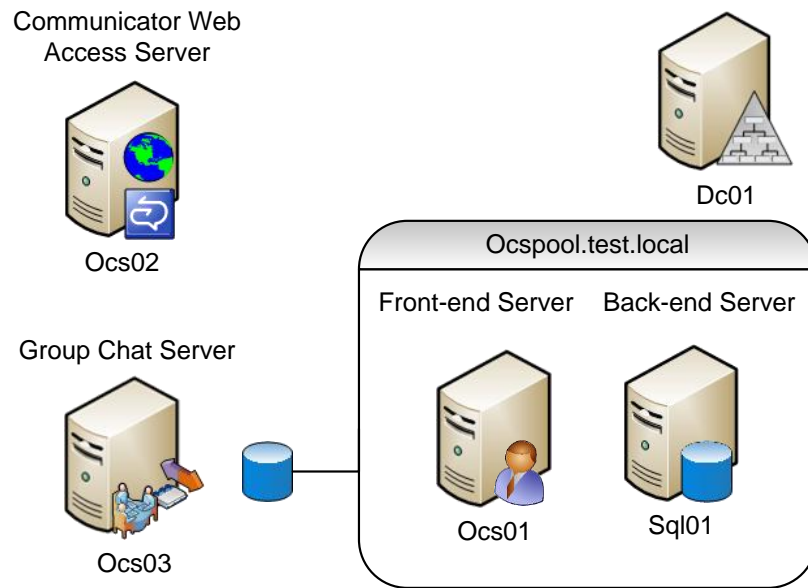 Communicator Web
Access Server
Ocs02
Dc01
Ocspool.test.local
Front-end Server
Back-end Server
Ocs01
Sql01
Group Chat Server
Ocs03